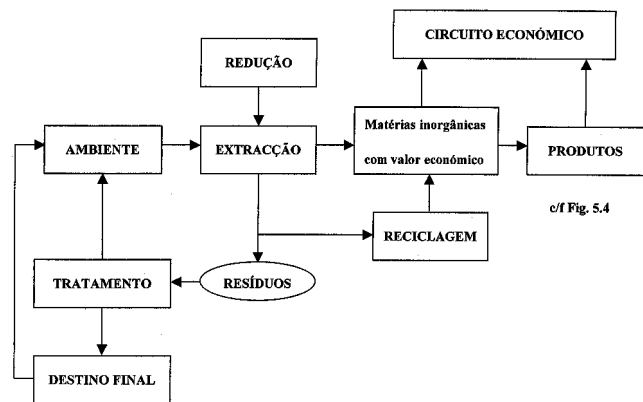 CIRCUITO ECONÓMICO
REDUÇÃO
AMBIENTE
EXTRACÇÃO
Matérias inorgânicas
com valor económico
PRODUTOS
c/f Fig. 5.4
RECICLAGEM
TRATAMENTO
RESÍDUOS
DESTINO FINAL